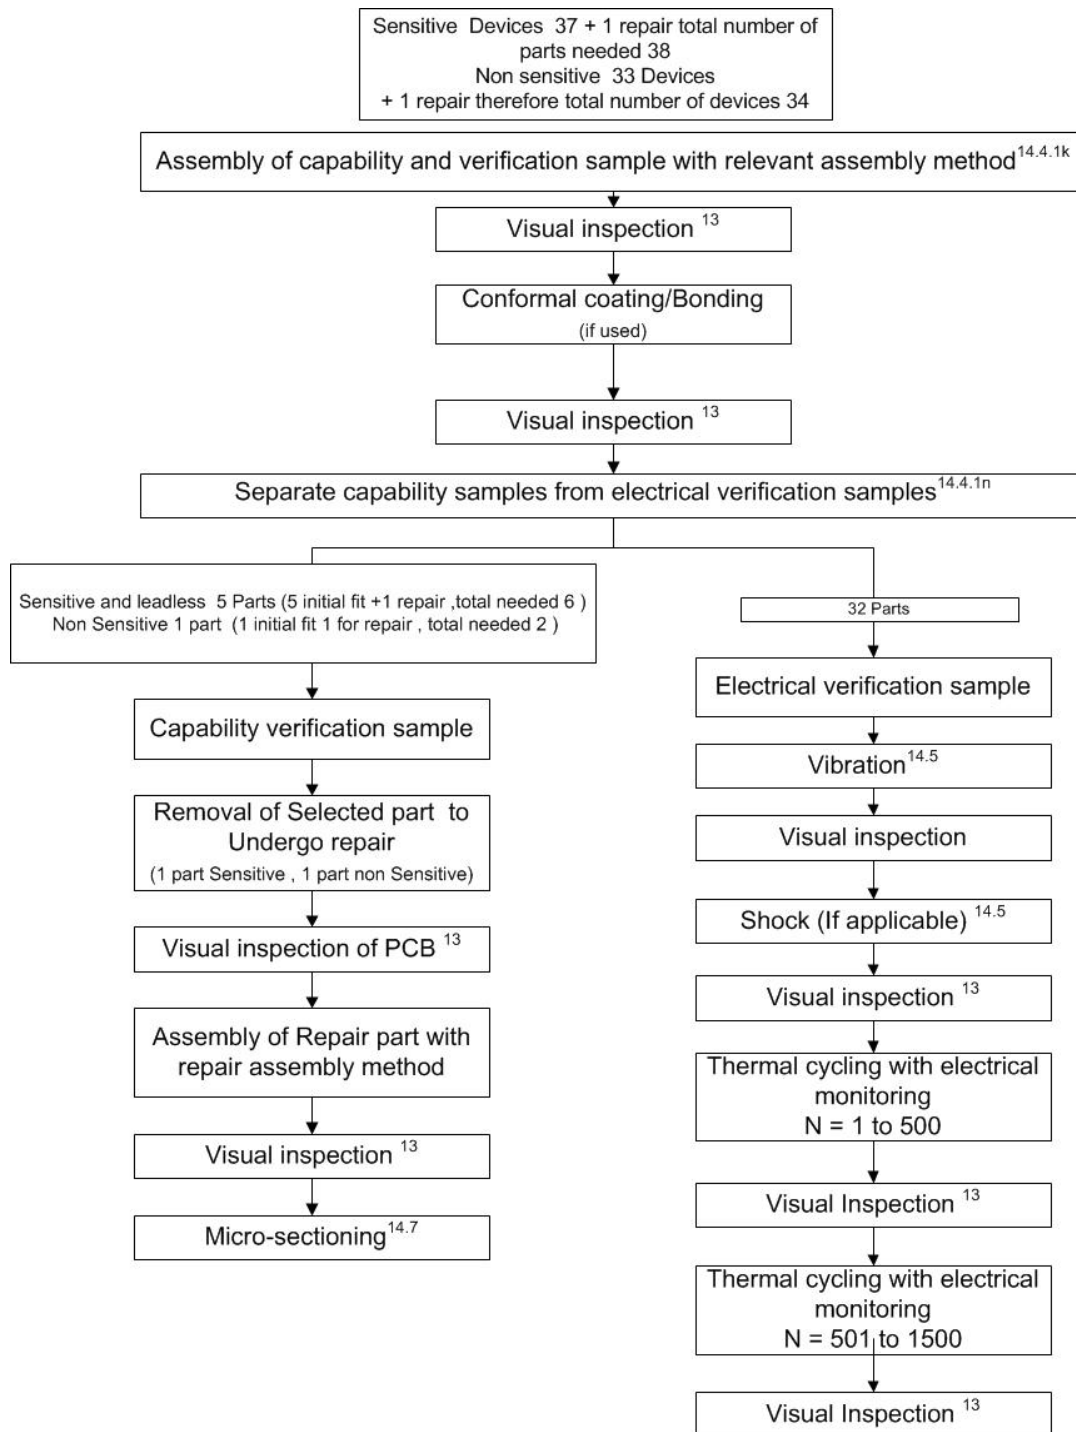 Sensitive Devices 37 + 1 repair total number of
parts needed 38
Non sensitive 33 Devices
+ 1 repair therefore total number of devices 34
Assembly of capability and verification sample with relevant assembly method14.4.1k
Visual inspection 13
Conformal coating/Bonding
(if used)
Visual inspection 13
Separate capability samples from electrical verification samples14.4.1n
Sensitive and leadless 5 Parts (5 initial fit +1 repair ,total needed 6 )
Non Sensitive 1 part (1 initial fit 1 for repair , total needed 2 )
Capability verification sample
Removal of Selected part to
Undergo repair
(1 part Sensitive , 1 part non Sensitive)
Visual inspection of PCB 13
Assembly of Repair part with
repair assembly method
Visual inspection 13
Micro-sectioning14.7
32 Parts
Electrical verification sample
Vibration14.5
Visual inspection
Shock (If applicable) 14.5
Visual inspection 13
Thermal cycling with electrical
monitoring
N = 1 to 500
Visual Inspection 13
Thermal cycling with electrical
monitoring
N = 501 to 1500
Visual Inspection 13